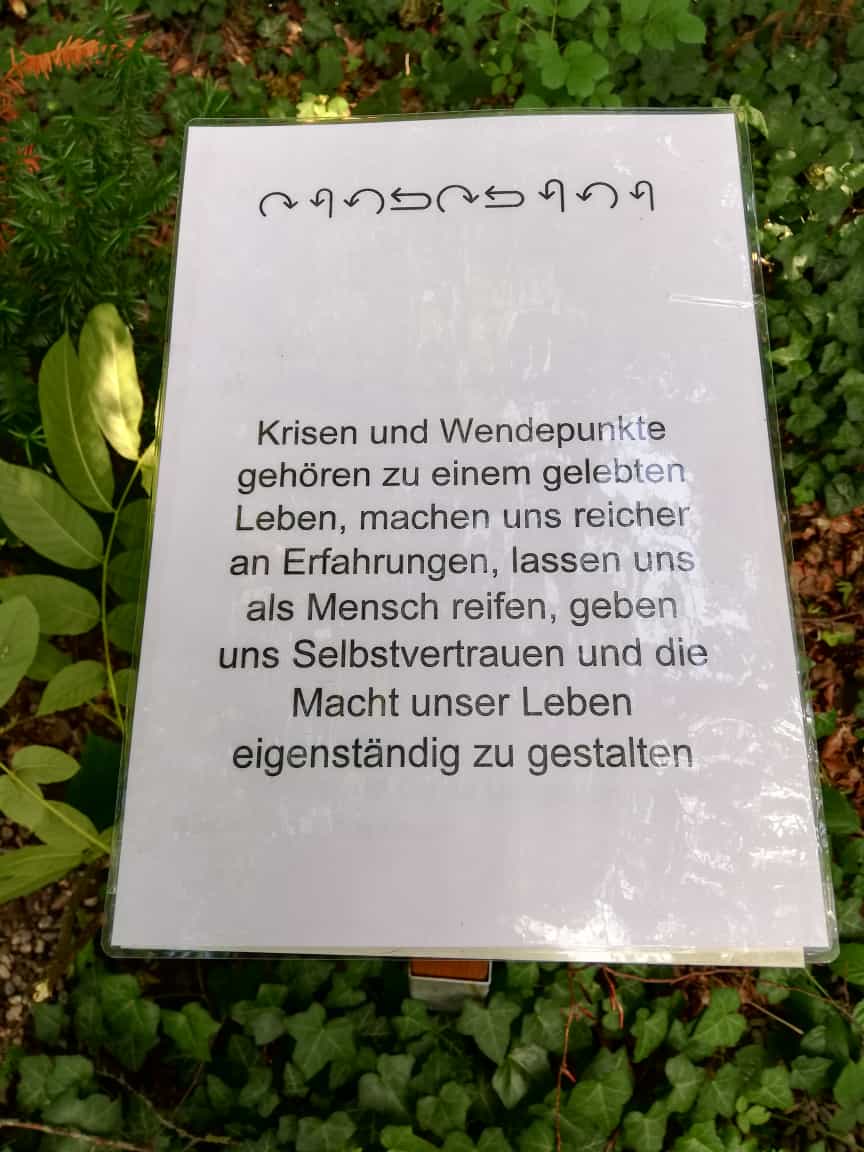 Krisen und Wendepunkte
gehören zu einem gelebten
Leben, machen uns reicher
an Erfahrungen, lassen uns
als Mensch reifen, geben
uns Selbstvertrauen und die
Macht unser Leben
eigenständig zu gestalten